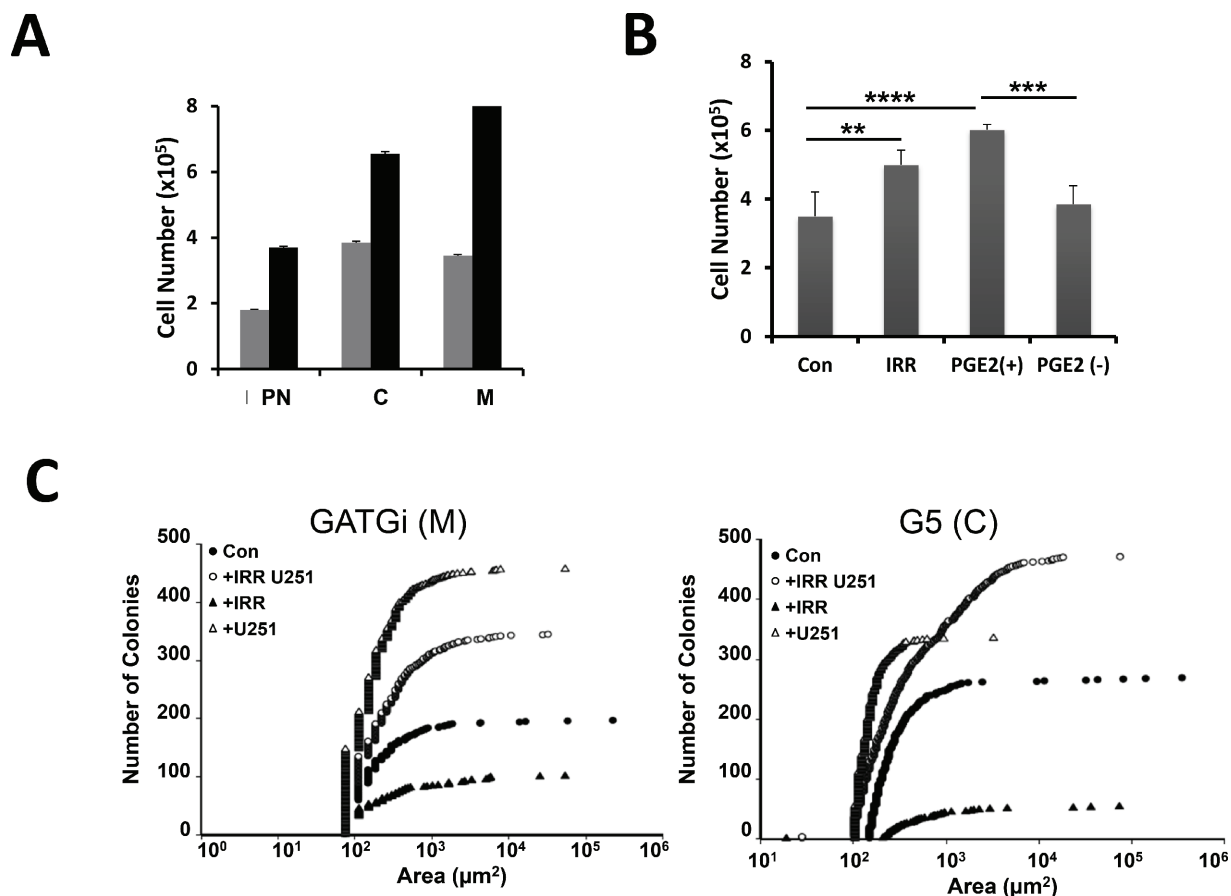 A
Cell Number (x10⁵)
8
6
4
2
0
PN C M
B
Cell Number (x10⁵)
8
6
4
2
0
****
***
**
Con IRR PGE2(+) PGE2 (-)
C
GATGi (M)
Number of Colonies
500
400
300
200
100
0
Con
+IRR U251
+IRR
+U251
10⁰ 10¹ 10² 10³ 10⁴ 10⁵ 10⁶
Area (µm²)
G5 (C)
Number of Colonies
500
400
300
200
100
0
Con
+IRR U251
+IRR
+U251
10¹ 10² 10³ 10⁴ 10⁵ 10⁶
Area (µm²)